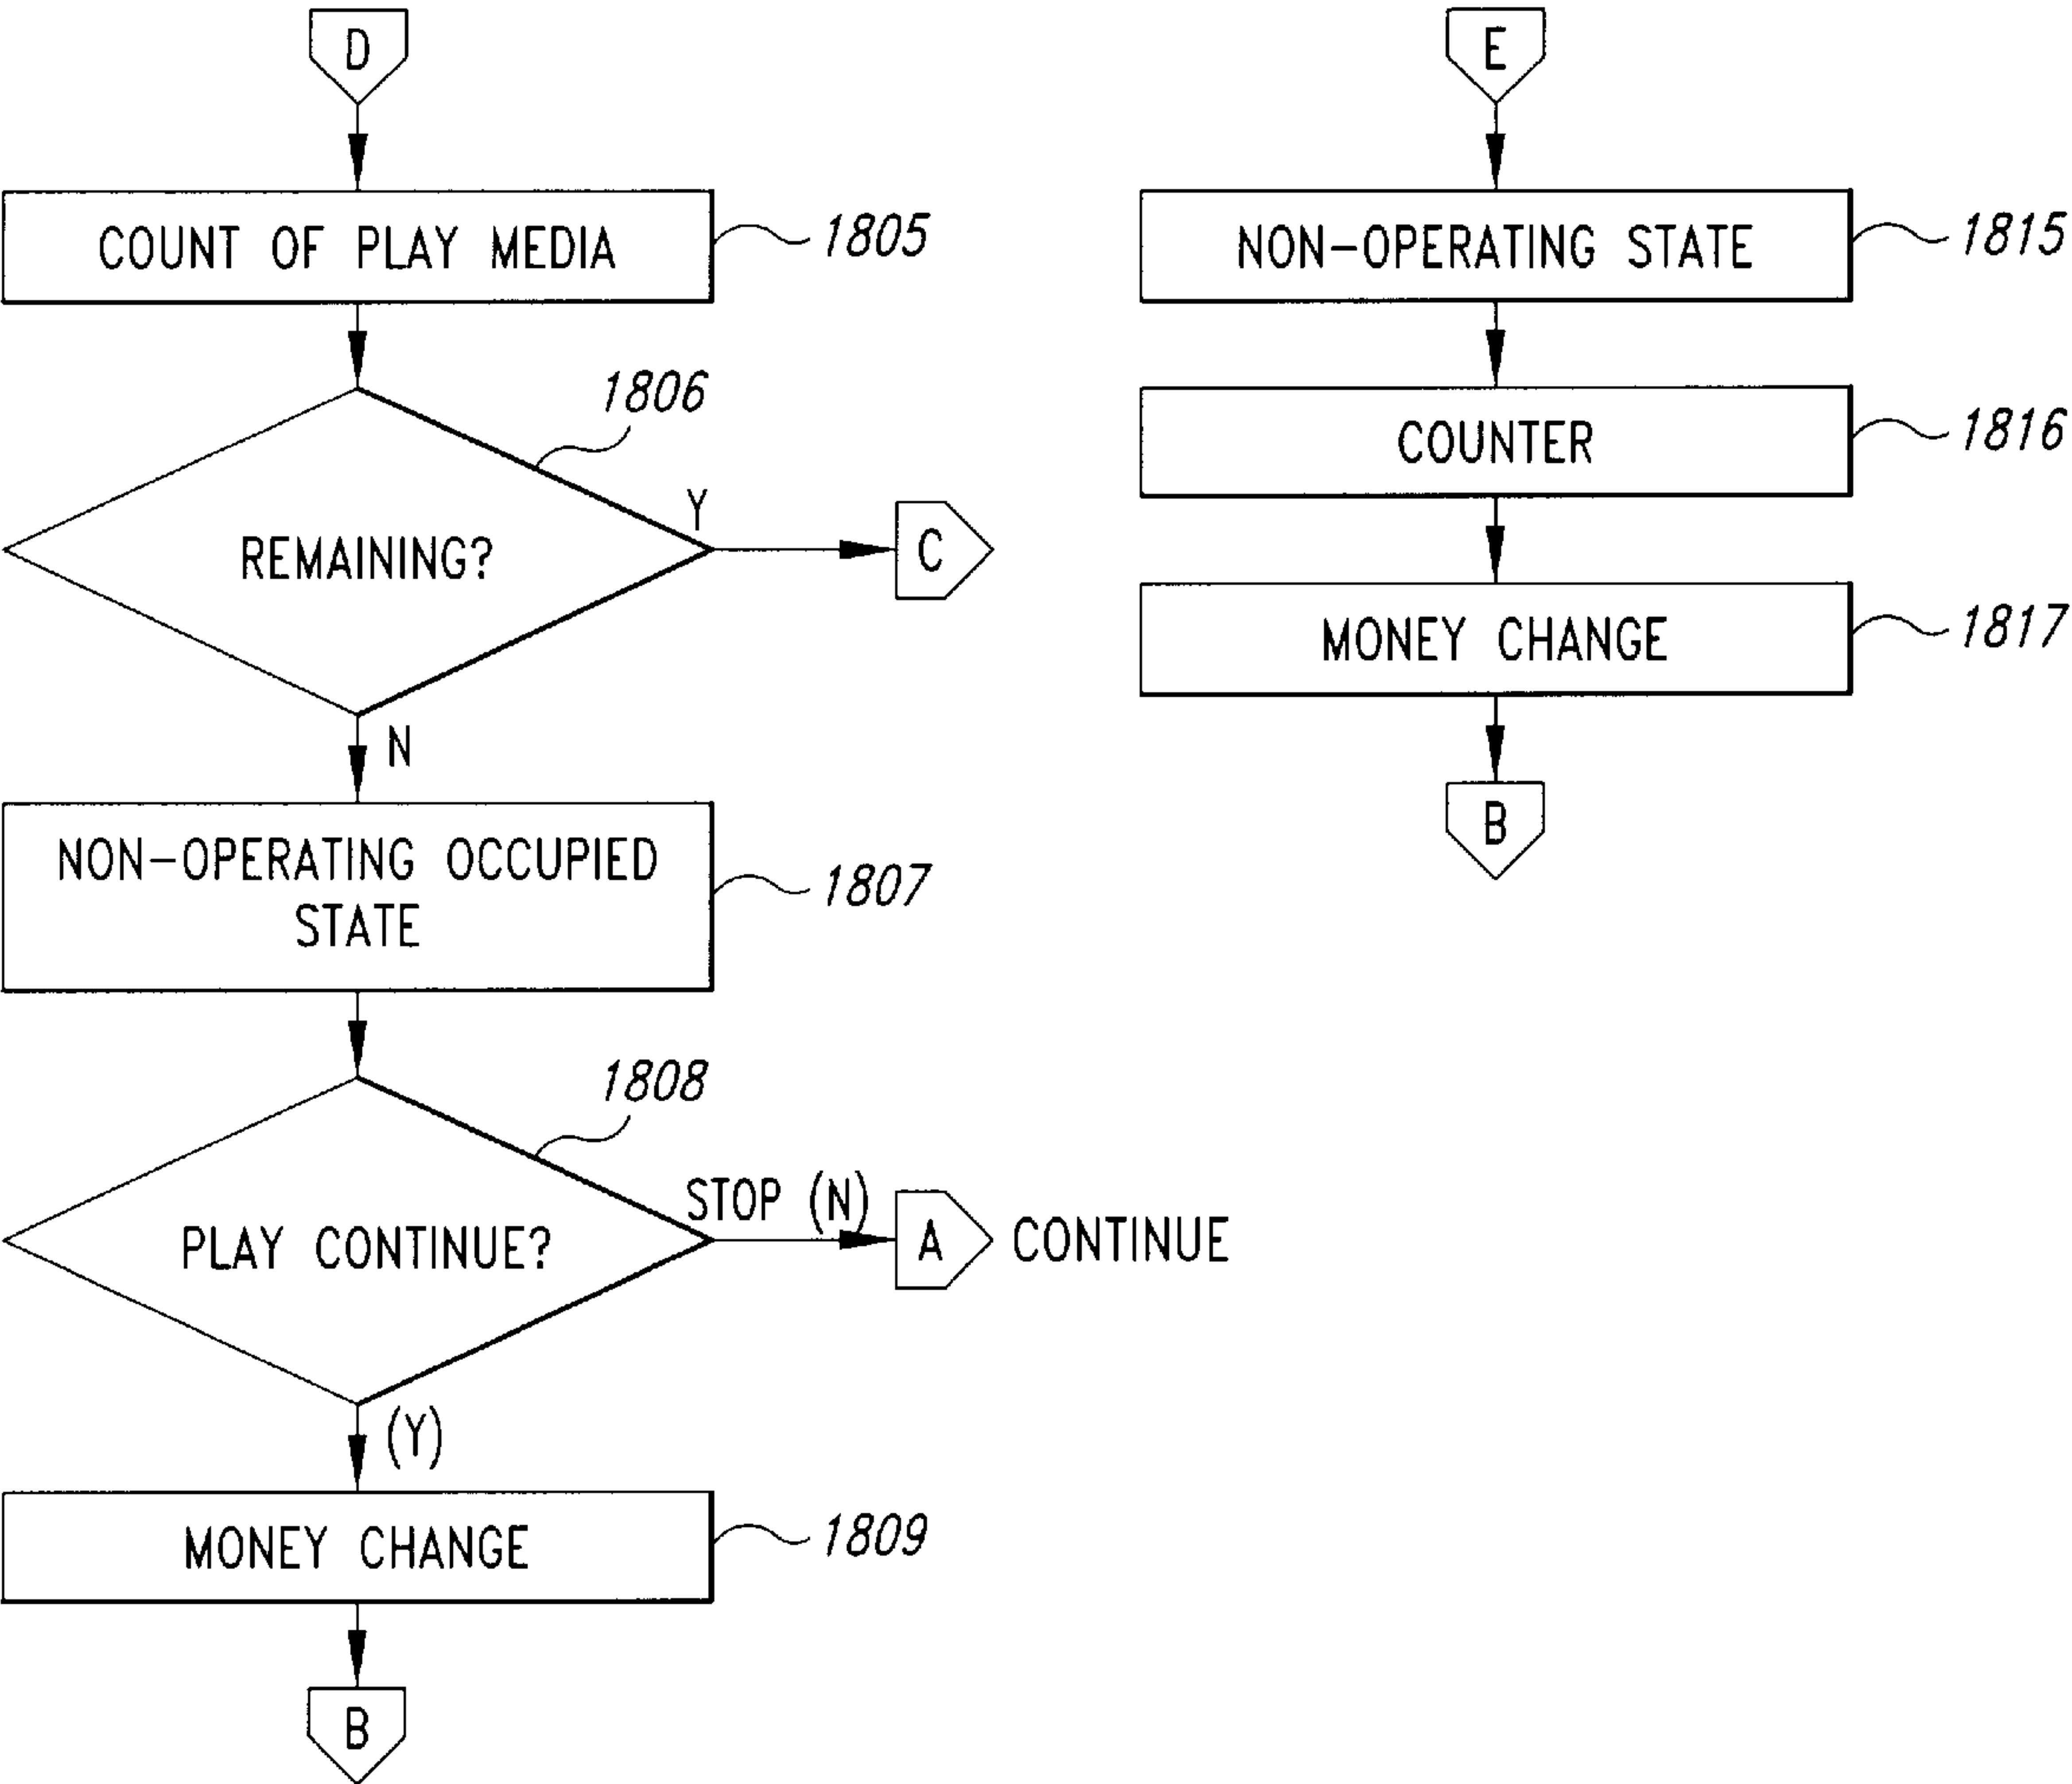 D
COUNT OF PLAY MEDIA
1805
1806
REMAINING?
Y
C
N
NON-OPERATING OCCUPIED
STATE
1807
1808
PLAY CONTINUE?
STOP (N)
A
CONTINUE
(Y)
MONEY CHANGE
1809
B
E
NON-OPERATING STATE
1815
COUNTER
1816
MONEY CHANGE
1817
B